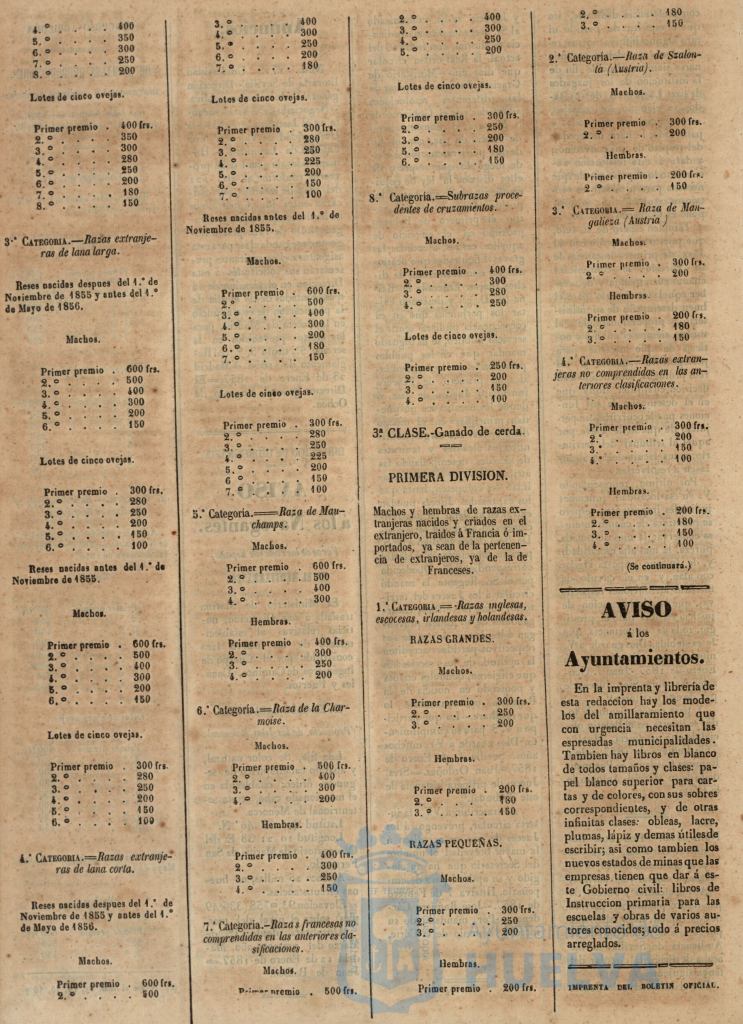 4.º . . . . 400
5.º . . . . 350
6.º . . . . 300
7.º . . . . 250
8.º . . . . 200
Lotes de cinco ovejas.
Primer premio . 400 frs.
2.º . . . . 350
3.º . . . . 300
4.º . . . . 280
5.º . . . . 250
6.º . . . . 200
7.º . . . . 180
8.º . . . . 150
3.ª CATEGORIA.—Razas extranje-
ras de lana larga.
Reses nacidas despues del 1.º de
Noviembre de 1855 y antes del 1.º
de Mayo de 1856.
Machos.
Primer premio . 600 frs.
2.º . . . . 500
3.º . . . . 400
4.º . . . . 300
5.º . . . . 200
6.º . . . . 150
Lotes de cinco ovejas.
Primer premio . 300 frs.
2.º . . . . 280
3.º . . . . 250
4.º . . . . 200
5.º . . . . 150
6.º . . . . 100
Reses nacidas antes del 1.º de
Noviembre de 1855.
Machos.
Primer premio . 600 frs.
2.º . . . . 500
3.º . . . . 400
4.º . . . . 300
5.º . . . . 200
6.º . . . . 150
Lotes de cinco ovejas.
Primer premio . 300 frs.
2.º . . . . 280
3.º . . . . 250
4.º . . . . 200
5.º . . . . 150
6.º . . . . 100
4.ª CATEGORIA.=Razas extranje-
ras de lana corta.
Reses nacidas despues del 1.º de
Noviembre de 1855 y antes del 1.º
de Mayo de 1856.
Machos.
Primer premio . 600 frs.
2.º . . . . 500
3.º . . . . 400
4.º . . . . 300
5.º . . . . 250
6.º . . . . 200
7.º . . . . 180
Lotes de cinco ovejas.
Primer premio . 300 frs.
2.º . . . . 280
3.º . . . . 250
4.º . . . . 225
5.º . . . . 200
6.º . . . . 150
7.º . . . . 100
Reses nacidas antes del 1.º de
Noviembre de 1855.
Machos.
Primer premio . 600 frs.
2.º . . . . 500
3.º . . . . 400
4.º . . . . 300
5.º . . . . 200
6.º . . . . 180
7.º . . . . 150
Lotes de cinco ovejas.
Primer premio . 300 frs.
2.º . . . . 280
3.º . . . . 250
4.º . . . . 225
5.º . . . . 200
6.º . . . . 150
7.º . . . . 100
5.ª Categoria.==Raza de Mau-
champs.
Machos.
Primer premio . 600 frs.
2.º . . . . 500
3.º . . . . 400
4.º . . . . 300
Hembras.
Primer premio . 400 frs.
2.º . . . . 300
3.º . . . . 250
4.º . . . . 200
6.ª Categoria.=Raza de la Char-
moise.
Machos.
Primer premio . 500 frs.
2.º . . . . 400
3.º . . . . 300
4.º . . . . 200
Hembras.
Primer premio . 400 frs.
2.º . . . . 300
3.º . . . . 250
4.º . . . . 150
7.ª Categoria.-Razas francesas no
comprendidas en las anteriores cla-
sificaciones.
Machos.
Primer premio . 500 frs.
2.º . . . . 400
3.º . . . . 300
4.º . . . . 250
5.º . . . . 200
Lotes de cinco ovejas.
Primer premio . 300 frs.
2.º . . . . 250
3.º . . . . 200
5.º . . . . 180
6.º . . . . 150
8.ª Categoria.=Subrazas proce-
dentes de cruzamientos.
Machos.
Primer premio . 400 frs.
2.º . . . . 300
3.º . . . . 280
4.º . . . . 250
Lotes de cinco ovejas.
Primer premio . 250 frs.
2.º . . . . 200
3.º . . . . 150
4.º . . . . 100
3.ª CLASE.-Ganado de cerda.
PRIMERA DIVISION.
Machos y hembras de razas ex-
tranjeras nacidos y criados en el
extranjero, traidos á Francia ó im-
portados, ya sean de la pertenen-
cia de extranjeros, ya de la de
Franceses.
1.ª CATEGORIA.=Razas inglesas,
escocesas, irlandesas y holandesas.
RAZAS GRANDES.
Machos.
Primer premio . 300 frs.
2.º . . . . 250
3.º . . . . 200
Hembras.
Primer premio . 200 frs.
2.º . . . . 180
3.º . . . . 150
RAZAS PEQUEÑAS.
Machos.
Primer premio . 300 frs.
2.º . . . . 250
3.º . . . . 200
Hembras.
Primer premio . 200 frs.
2.º . . . . 180
3.º . . . . 150
2.ª Categoria.—Raza de Szalon-
ta (Austria).
Machos.
Primer premio . 300 frs.
2.º . . . . 200
Hembras.
Primer premio . 200 frs.
2.º . . . . 150
3.ª CATEGORIA.= Raza de Man-
galieza (Austria)
Machos.
Primer premio . 300 frs.
2.º . . . . 200
Hembras.
Primer premio . 200 frs.
2.º . . . . 180
3.º . . . . 150
4.ª CATEGORIA.—Razas extran-
jeras no comprendidas en las an-
teriores clasificaciones.
Machos.
Primer premio . 300 frs.
2.º . . . . 200
3.º . . . . 150
4.º . . . . 100
Hembras.
Primer premio . 200 frs.
2.º . . . . 180
3.º . . . . 150
4.º . . . . 100
(Se continuará.)
AVISO
á los
Ayuntamientos.
En la imprenta y librería de
esta redaccion hay los mode-
los del amillaramiento que
con urgencia necesitan las
espresadas municipalidades.
Tambien hay libros en blanco
de todos tamaños y clases: pa-
pel blanco superior para car-
tas y de colores, con sus sobres
correspondientes, y de otras
infinitas clases: obleas, lacre,
plumas, lápiz y demas útiles de
escribir; asi como tambien los
nuevos estados de minas que las
empresas tienen que dar á es-
te Gobierno civil: libros de
Instruccion primaria para las
escuelas y obras de varios au-
tores conocidos; todo á precios
arreglados.
IMPRENTA DEL BOLETIN OFICIAL.
HUELVA